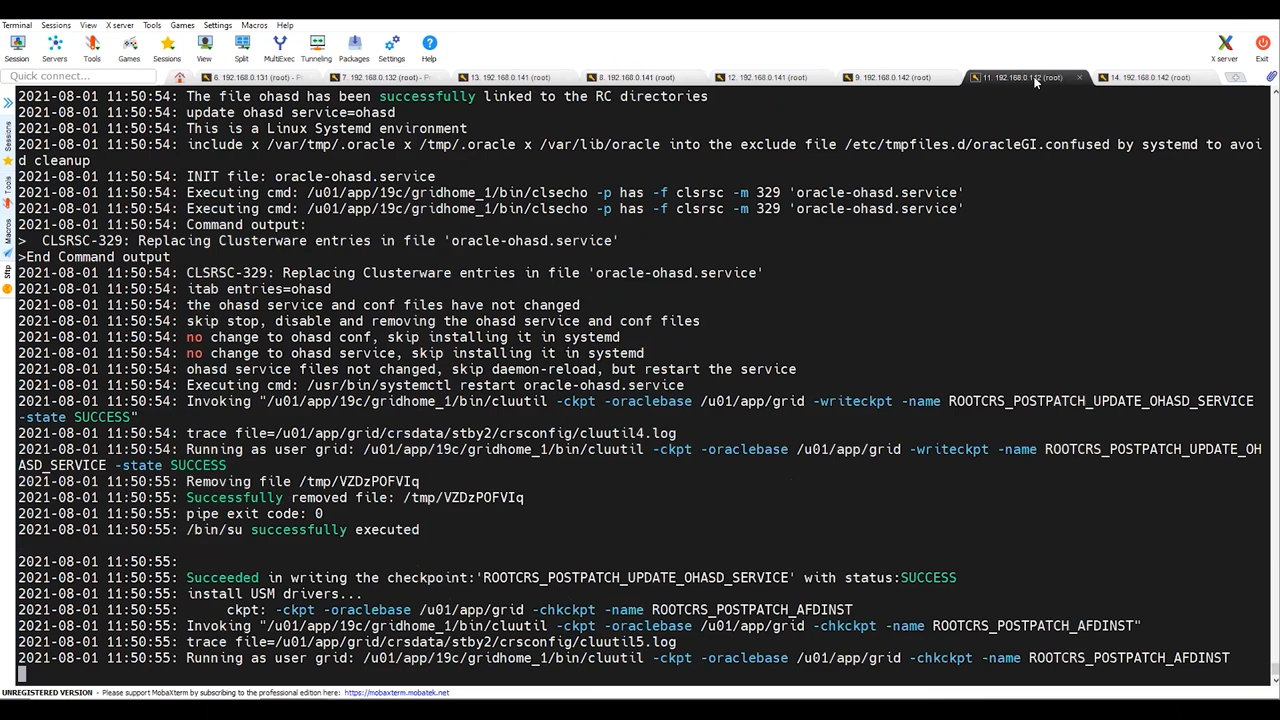 Terminal Sessions View X server Tools Games Settings Macros Help
Session Servers Tools Games Sessions View Split MultiExec Tunneling Packages Settings Help X server Exit
Quick connect... 6. 192.168.0.131 (root) - 7. 192.168.0.132 (root) - 13. 192.168.0.141 (root) 8. 192.168.0.141 (root) 12. 192.168.0.141 (root) 9. 192.168.0.142 (root) 11. 192.168.0.142 (root) 14. 192.168.0.142 (root)
Sessions
Tools
Macros
Sftp
2021-08-01 11:50:54: The file ohasd has been successfully linked to the RC directories
2021-08-01 11:50:54: update ohasd service=ohasd
2021-08-01 11:50:54: This is a Linux Systemd environment
2021-08-01 11:50:54: include x /var/tmp/.oracle x /tmp/.oracle x /var/lib/oracle into the exclude file /etc/tmpfiles.d/oracleGI.confused by systemd to avoi
d cleanup
2021-08-01 11:50:54: INIT file: oracle-ohasd.service
2021-08-01 11:50:54: Executing cmd: /u01/app/19c/gridhome_1/bin/clsecho -p has -f clsrsc -m 329 'oracle-ohasd.service'
2021-08-01 11:50:54: Executing cmd: /u01/app/19c/gridhome_1/bin/clsecho -p has -f clsrsc -m 329 'oracle-ohasd.service'
2021-08-01 11:50:54: Command output:
>  CLSRSC-329: Replacing Clusterware entries in file 'oracle-ohasd.service'
>End Command output
2021-08-01 11:50:54: CLSRSC-329: Replacing Clusterware entries in file 'oracle-ohasd.service'
2021-08-01 11:50:54: itab entries=ohasd
2021-08-01 11:50:54: the ohasd service and conf files have not changed
2021-08-01 11:50:54: skip stop, disable and removing the ohasd service and conf files
2021-08-01 11:50:54: no change to ohasd conf, skip installing it in systemd
2021-08-01 11:50:54: no change to ohasd service, skip installing it in systemd
2021-08-01 11:50:54: ohasd service files not changed, skip daemon-reload, but restart the service
2021-08-01 11:50:54: Executing cmd: /usr/bin/systemctl restart oracle-ohasd.service
2021-08-01 11:50:54: Invoking "/u01/app/19c/gridhome_1/bin/cluutil -ckpt -oraclebase /u01/app/grid -writeckpt -name ROOTCRS_POSTPATCH_UPDATE_OHASD_SERVICE
-state SUCCESS"
2021-08-01 11:50:54: trace file=/u01/app/grid/crsdata/stby2/crsconfig/cluutil4.log
2021-08-01 11:50:54: Running as user grid: /u01/app/19c/gridhome_1/bin/cluutil -ckpt -oraclebase /u01/app/grid -writeckpt -name ROOTCRS_POSTPATCH_UPDATE_OH
ASD_SERVICE -state SUCCESS
2021-08-01 11:50:55: Removing file /tmp/VZDzPOFVIq
2021-08-01 11:50:55: Successfully removed file: /tmp/VZDzPOFVIq
2021-08-01 11:50:55: pipe exit code: 0
2021-08-01 11:50:55: /bin/su successfully executed
2021-08-01 11:50:55:
2021-08-01 11:50:55: Succeeded in writing the checkpoint:'ROOTCRS_POSTPATCH_UPDATE_OHASD_SERVICE' with status:SUCCESS
2021-08-01 11:50:55: install USM drivers...
2021-08-01 11:50:55:      ckpt: -ckpt -oraclebase /u01/app/grid -chkckpt -name ROOTCRS_POSTPATCH_AFDINST
2021-08-01 11:50:55: Invoking "/u01/app/19c/gridhome_1/bin/cluutil -ckpt -oraclebase /u01/app/grid -chkckpt -name ROOTCRS_POSTPATCH_AFDINST"
2021-08-01 11:50:55: trace file=/u01/app/grid/crsdata/stby2/crsconfig/cluutil5.log
2021-08-01 11:50:55: Running as user grid: /u01/app/19c/gridhome_1/bin/cluutil -ckpt -oraclebase /u01/app/grid -chkckpt -name ROOTCRS_POSTPATCH_AFDINST
UNREGISTERED VERSION - Please support MobaXterm by subscribing to the professional edition here: https://mobaxterm.mobatek.net